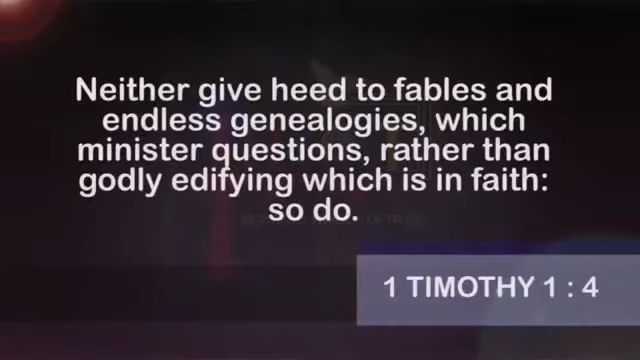 Neither give heed to fables and
endless genealogies, which
minister questions, rather than
godly edifying which is in faith:
so do.
1 TIMOTHY 1 : 4